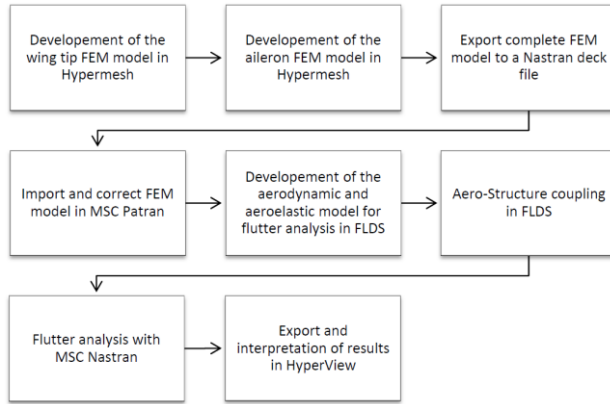 Developement of the
wing tip FEM model in
Hypermesh
Developement of the
aileron FEM model in
Hypermesh
Export complete FEM
model to a Nastran deck
file
Import and correct FEM
model in MSC Patran
Developement of the
aerodynamic and
aeroelastic model for
flutter analysis in FLDS
Aero-Structure coupling
in FLDS
Flutter analysis with
MSC Nastran
Export and
interpretation of results
in HyperView